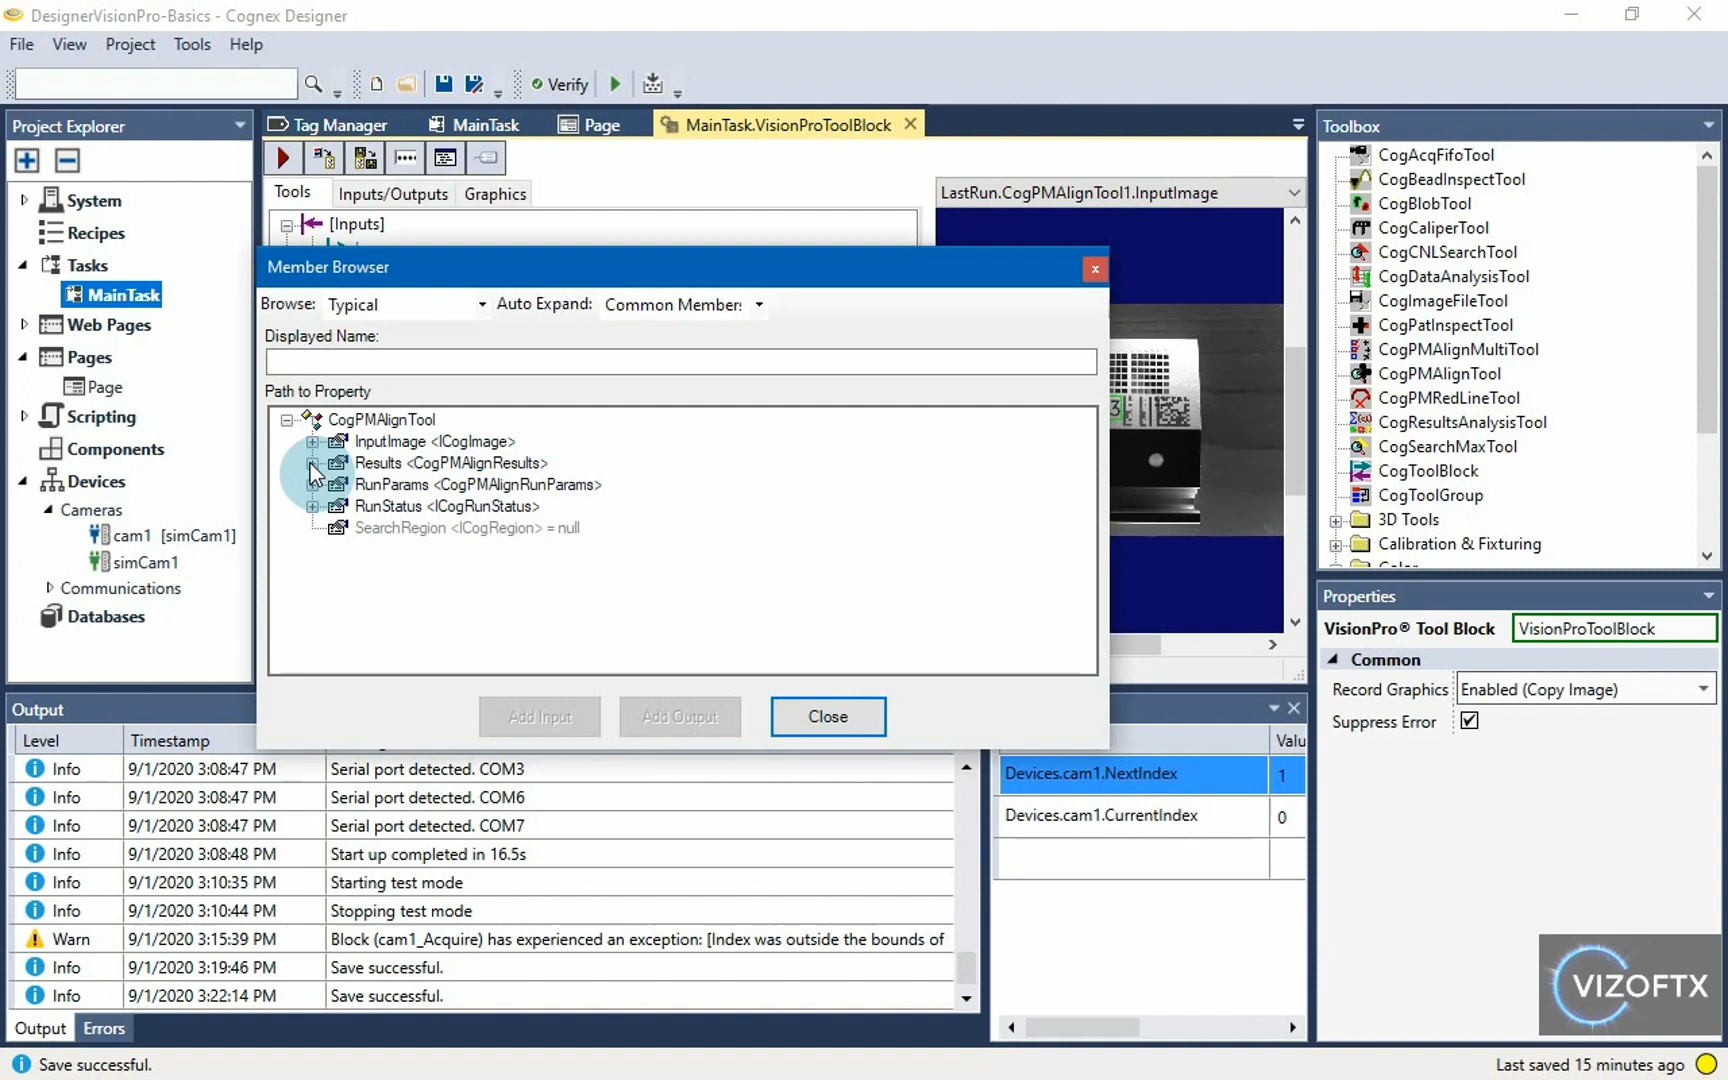 DesignerVisionPro-Basics - Cognex Designer
File View Project Tools Help
Verify
Project Explorer
System
Recipes
Tasks
MainTask
Web Pages
Pages
Page
Scripting
Components
Devices
Cameras
cam1 [simCam1]
simCam1
Communications
Databases
Tag Manager MainTask Page MainTask.VisionProToolBlock
Tools Inputs/Outputs Graphics
[Inputs]
LastRun.CogPMAlignTool1.InputImage
Member Browser
Browse: Typical Auto Expand: Common Member:
Displayed Name:
Path to Property
CogPMAlignTool
InputImage <ICogImage>
Results <CogPMAlignResults>
RunParams <CogPMAlignRunParams>
RunStatus <ICogRunStatus>
SearchRegion <ICogRegion> = null
Add Input Add Output Close
Toolbox
CogAcqFifoTool
CogBeadInspectTool
CogBlobTool
CogCaliperTool
CogCNLSearchTool
CogDataAnalysisTool
CogImageFileTool
CogPatInspectTool
CogPMAlignMultiTool
CogPMAlignTool
CogPMRedLineTool
CogResultsAnalysisTool
CogSearchMaxTool
CogToolBlock
CogToolGroup
3D Tools
Calibration & Fixturing
Properties
VisionPro® Tool Block VisionProToolBlock
Common
Record Graphics Enabled (Copy Image)
Suppress Error
Output
Level Timestamp
Info 9/1/2020 3:08:47 PM Serial port detected. COM3
Info 9/1/2020 3:08:47 PM Serial port detected. COM6
Info 9/1/2020 3:08:47 PM Serial port detected. COM7
Info 9/1/2020 3:08:48 PM Start up completed in 16.5s
Info 9/1/2020 3:10:35 PM Starting test mode
Info 9/1/2020 3:10:44 PM Stopping test mode
Warn 9/1/2020 3:15:39 PM Block (cam1_Acquire) has experienced an exception: [Index was outside the bounds of
Info 9/1/2020 3:19:46 PM Save successful.
Info 9/1/2020 3:22:14 PM Save successful.
Output Errors
Valu
Devices.cam1.NextIndex 1
Devices.cam1.CurrentIndex 0
VIZOFTX
Save successful.
Last saved 15 minutes ago